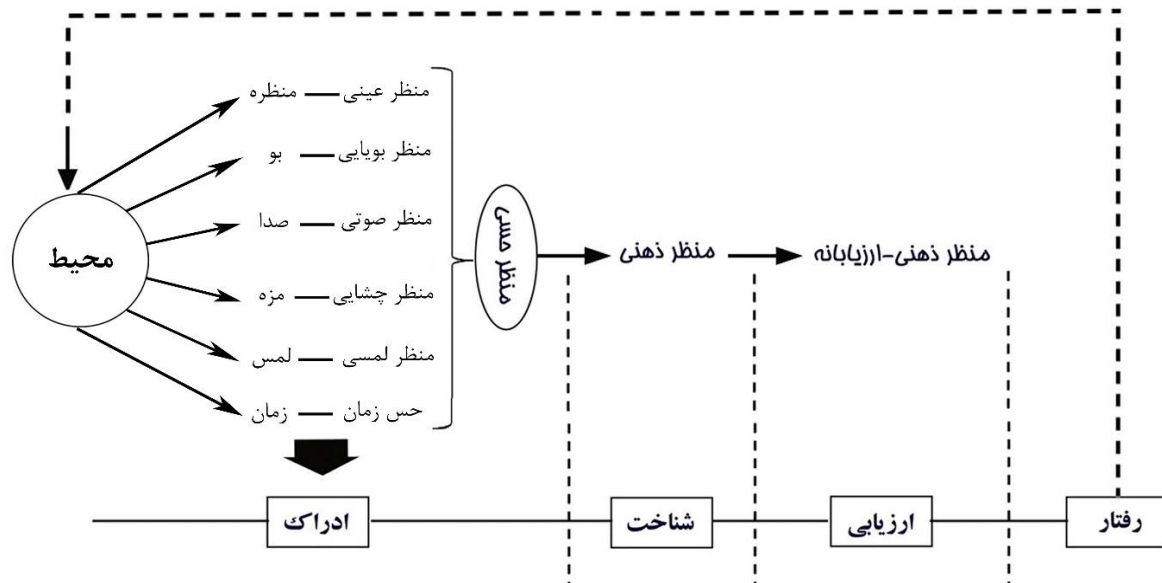 منظره — منظر عینی
بو — منظر بویایی
صدا — منظر صوتی
مزه — منظر چشایی
لمس — منظر لمسی
زمان — حس زمان
محیط
منظر حسی
منظر ذهنی
منظر ذهنی-ارزیابانه
ادراک
شناخت
ارزیابی
رفتار